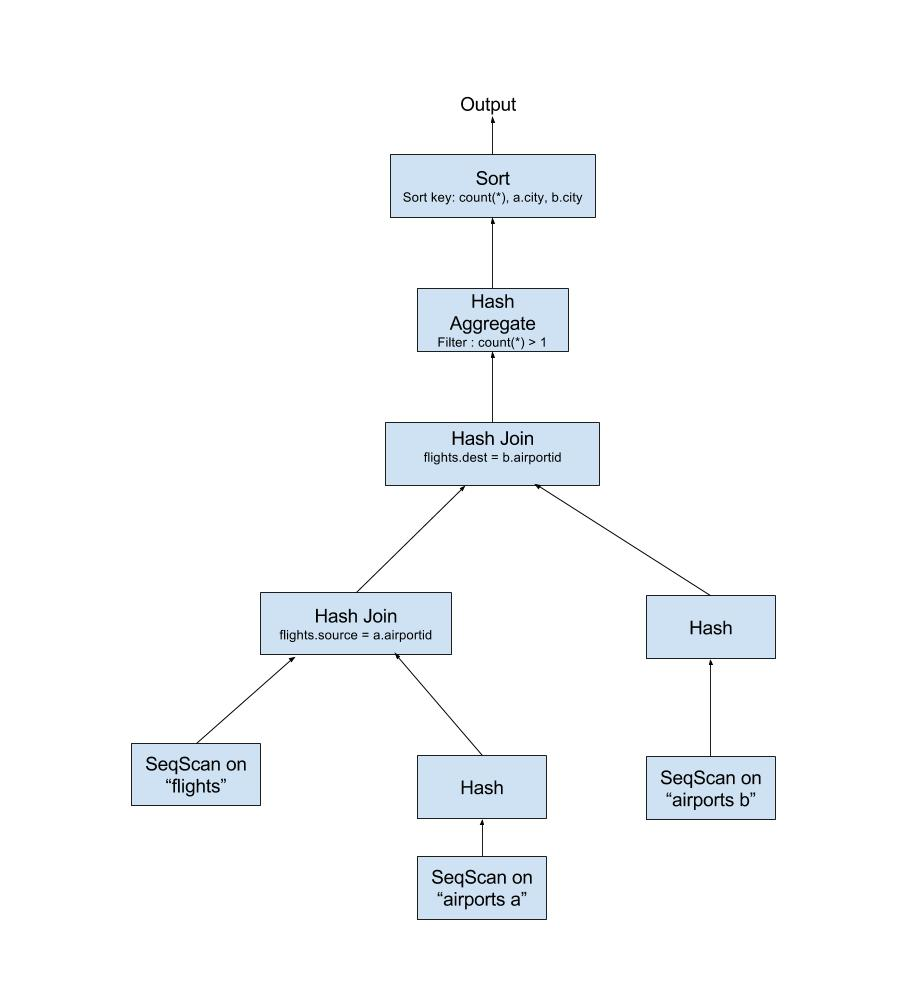 Output
Sort
Sort key: count(*), a.city, b.city
Hash
Aggregate
Filter : count(*) > 1
Hash Join
flights.dest = b.airportid
Hash Join
flights.source = a.airportid
Hash
SeqScan on
“flights”
Hash
SeqScan on
“airports b”
SeqScan on
“airports a”